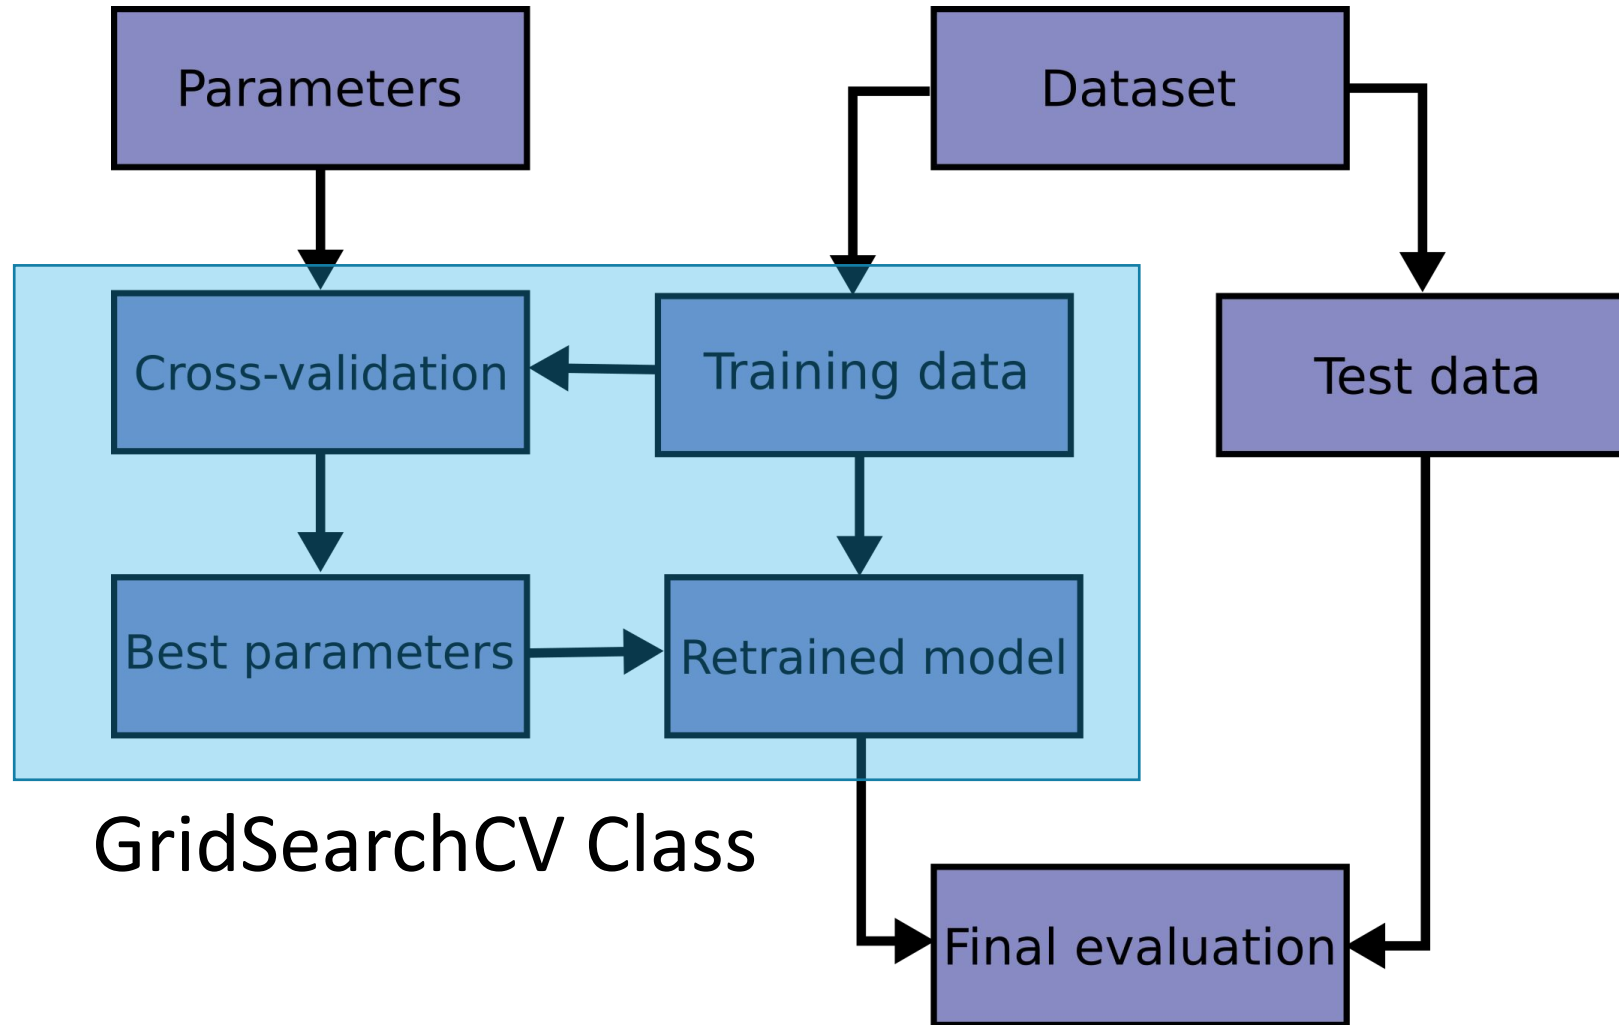 Parameters
Dataset
Cross-validation
Training data
Test data
Best parameters
Retrained model
GridSearchCV Class
Final evaluation